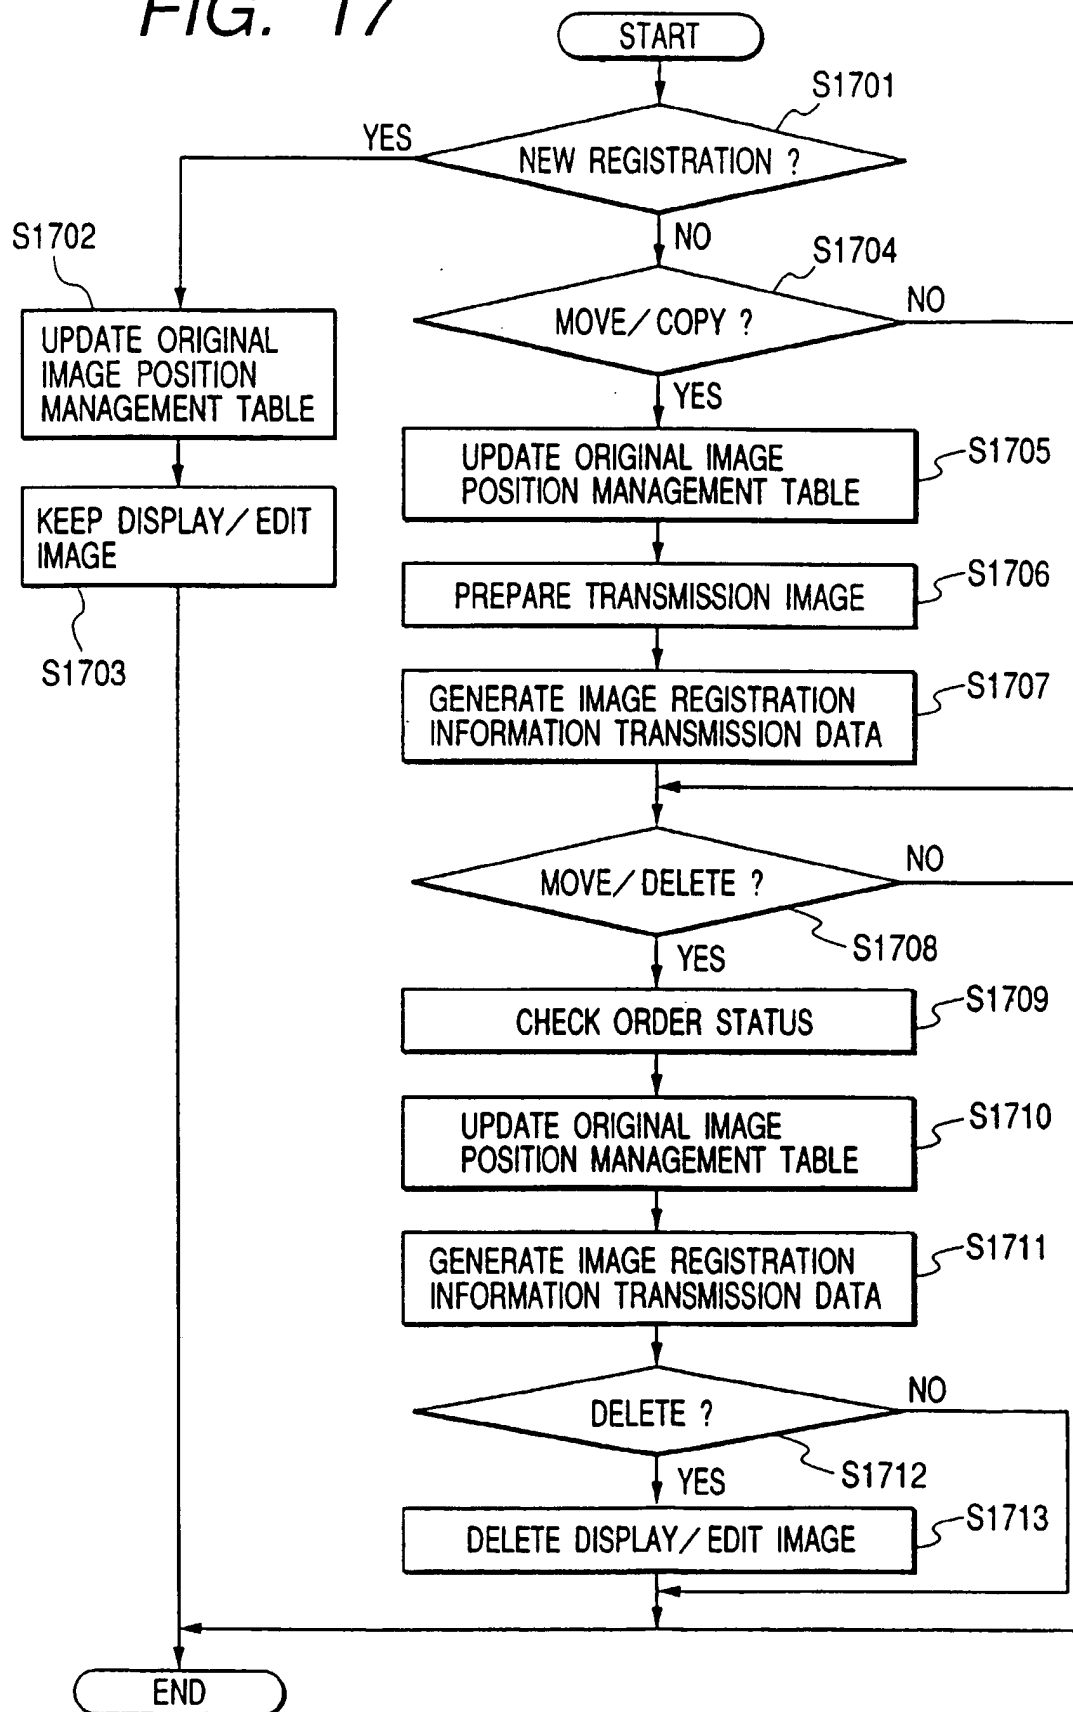 FIG. 17
START
S1701
YES
NEW REGISTRATION ?
NO
S1702
S1704
NO
MOVE/COPY ?
UPDATE ORIGINAL
IMAGE POSITION
MANAGEMENT TABLE
YES
UPDATE ORIGINAL IMAGE
POSITION MANAGEMENT TABLE
S1705
KEEP DISPLAY/EDIT
IMAGE
S1703
PREPARE TRANSMISSION IMAGE
S1706
GENERATE IMAGE REGISTRATION
INFORMATION TRANSMISSION DATA
S1707
MOVE/DELETE ?
NO
S1708
YES
CHECK ORDER STATUS
S1709
UPDATE ORIGINAL IMAGE
POSITION MANAGEMENT TABLE
S1710
GENERATE IMAGE REGISTRATION
INFORMATION TRANSMISSION DATA
S1711
DELETE ?
NO
S1712
YES
DELETE DISPLAY/EDIT IMAGE
S1713
END